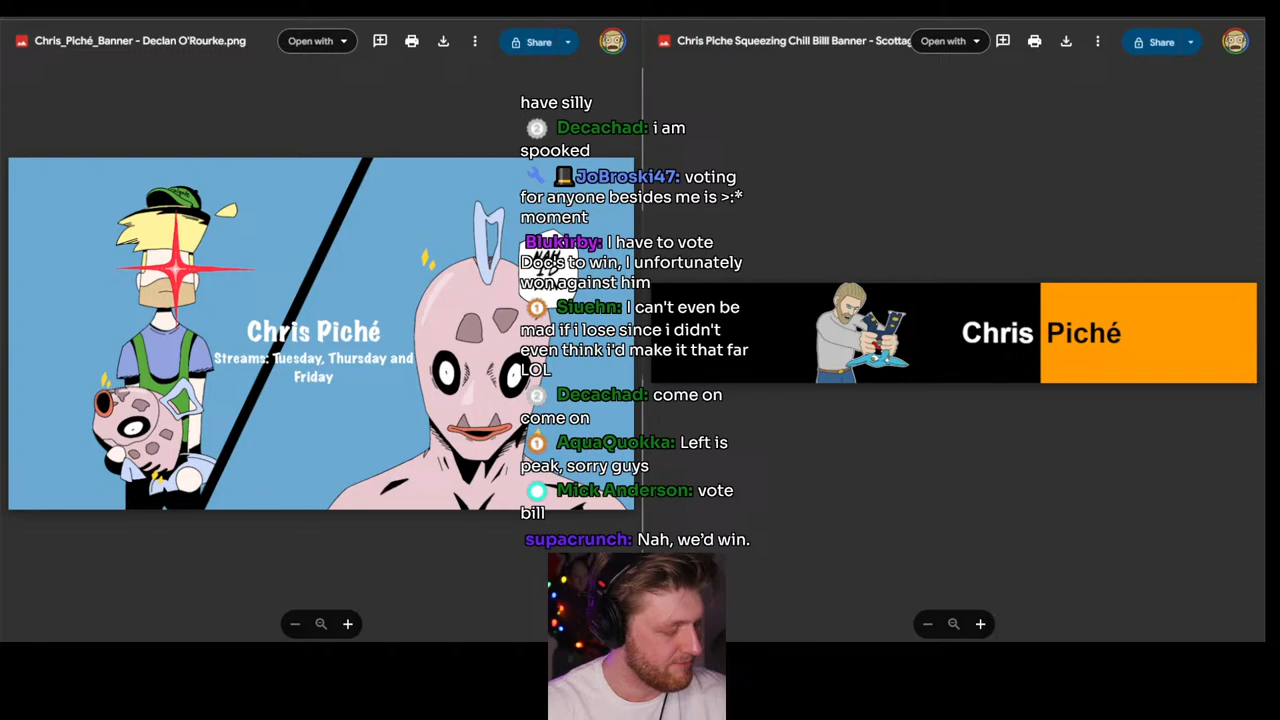 Chris_Piché_Banner - Declan O'Rourke.png
Open with
Share
Chris Piche Squeezing Chill Billl Banner - Scottag
Open with
Share
have silly
Decachad: i am
spooked
JoBroski47: voting
for anyone besides me is >:*
moment
Blukirby: I have to vote
Doc's to win, I unfortunately
won against him
Siuehn: I can't even be
mad if i lose since i didn't
even think i'd make it that far
LOL
Decachad: come on
come on
AquaQuokka: Left is
peak, sorry guys
Mick Anderson: vote
bill
supacrunch: Nah, we'd win.
Chris Piché
Streams: Tuesday, Thursday and
Friday
NAH
I'D
Chris Piché